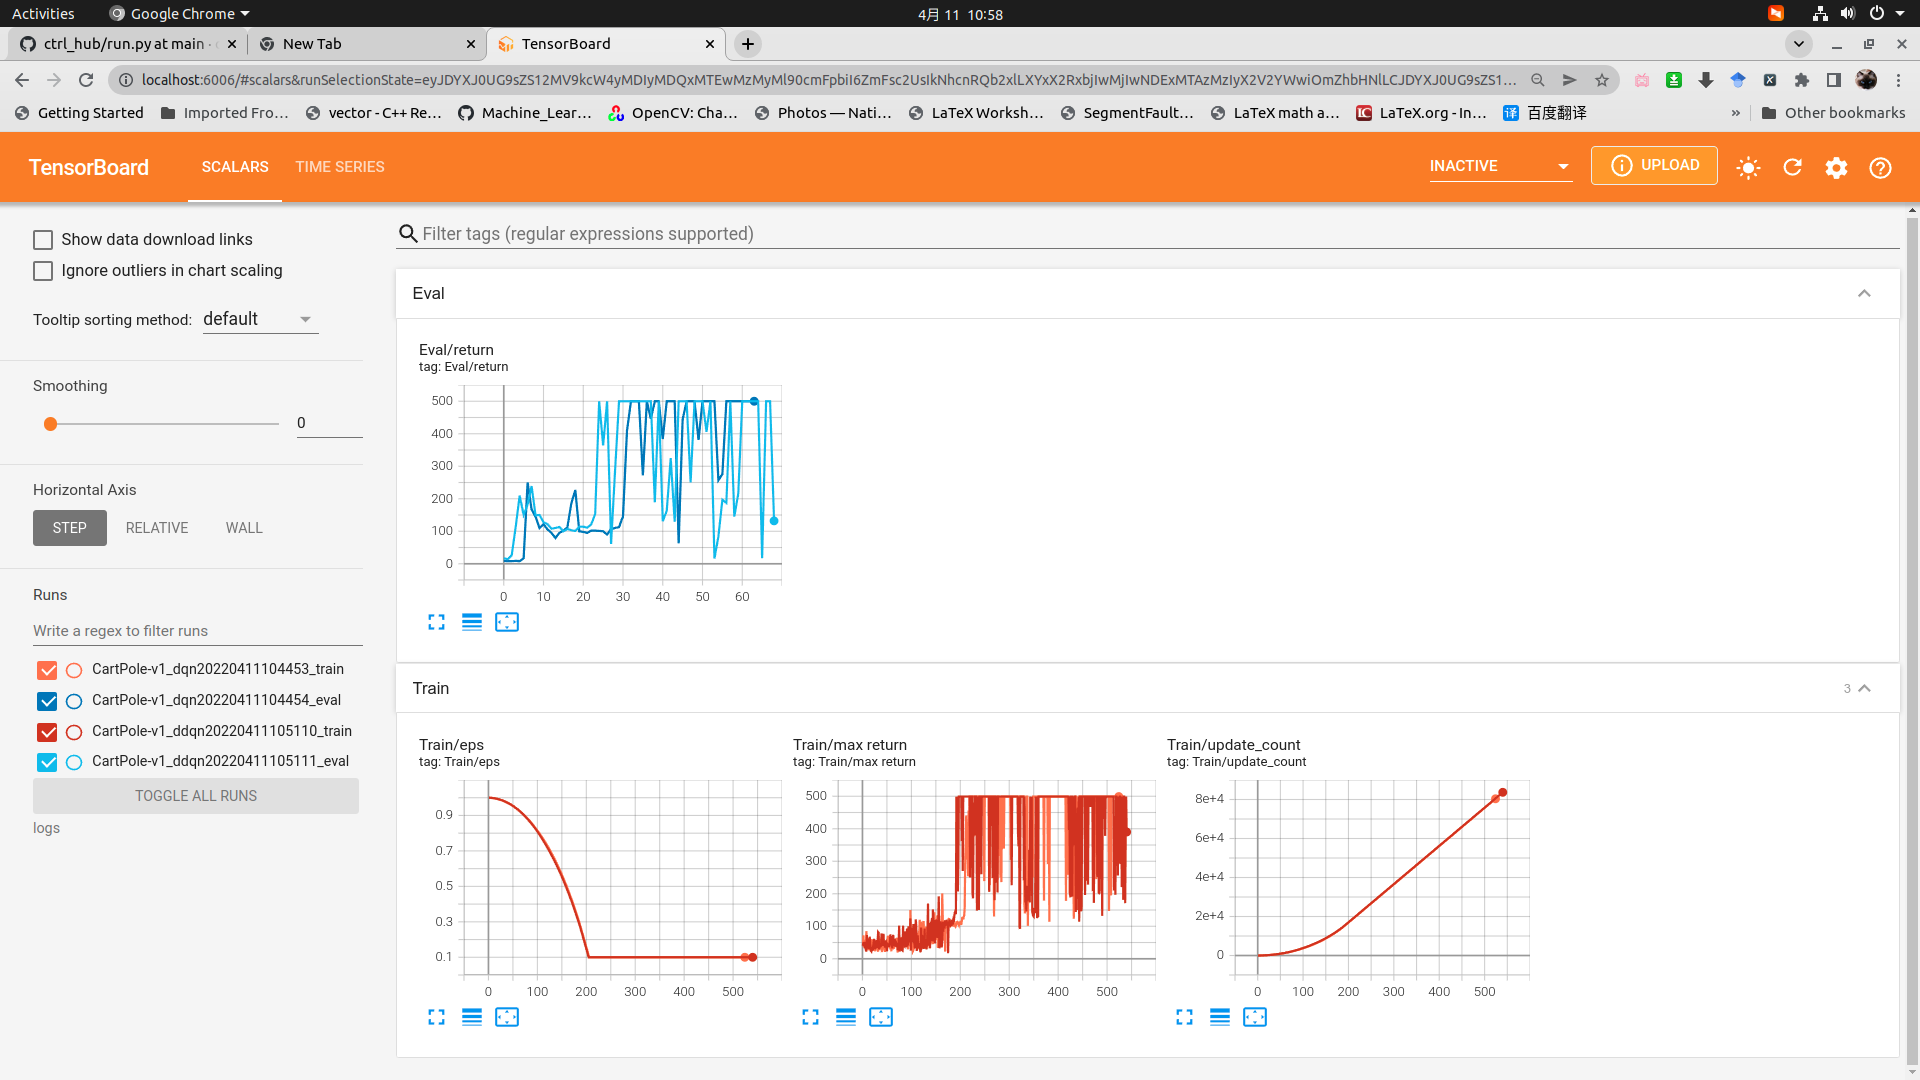 Activities Google Chrome 4月 11 10:58
ctrl_hub/run.py at main · New Tab TensorBoard
localhost:6006/#scalars&runSelectionState=eyJDYXJ0UG9sZS12MV9kcW4yMDIyMDQxMTEwMzMyMl90cmFpbiI6ZmFsc2UsIkNhcnRQb2xlLXYxX2RxbjIwMjIwNDExMTAzMzIyX2V2YWwiOmZhbHNlLCJDYXJ0UG9sZS1...
Getting Started Imported Fro... vector - C++ Re... Machine_Lear... OpenCV: Cha... Photos — Nati... LaTeX Worksh... SegmentFault... LaTeX math a... LaTeX.org - In... 百度翻译 » Other bookmarks
TensorBoard SCALARS TIME SERIES INACTIVE UPLOAD
Show data download links
Ignore outliers in chart scaling
Tooltip sorting method: default
Smoothing
0
Horizontal Axis
STEP RELATIVE WALL
Runs
Write a regex to filter runs
CartPole-v1_dqn20220411104453_train
CartPole-v1_dqn20220411104454_eval
CartPole-v1_ddqn20220411105110_train
CartPole-v1_ddqn20220411105111_eval
TOGGLE ALL RUNS
logs
Filter tags (regular expressions supported)
Eval
Eval/return
tag: Eval/return
500
400
300
200
100
0
0 10 20 30 40 50 60
Train 3
Train/eps
tag: Train/eps
0.9
0.7
0.5
0.3
0.1
0 100 200 300 400 500
Train/max return
tag: Train/max return
500
400
300
200
100
0
0 100 200 300 400 500
Train/update_count
tag: Train/update_count
8e+4
6e+4
4e+4
2e+4
0
0 100 200 300 400 500